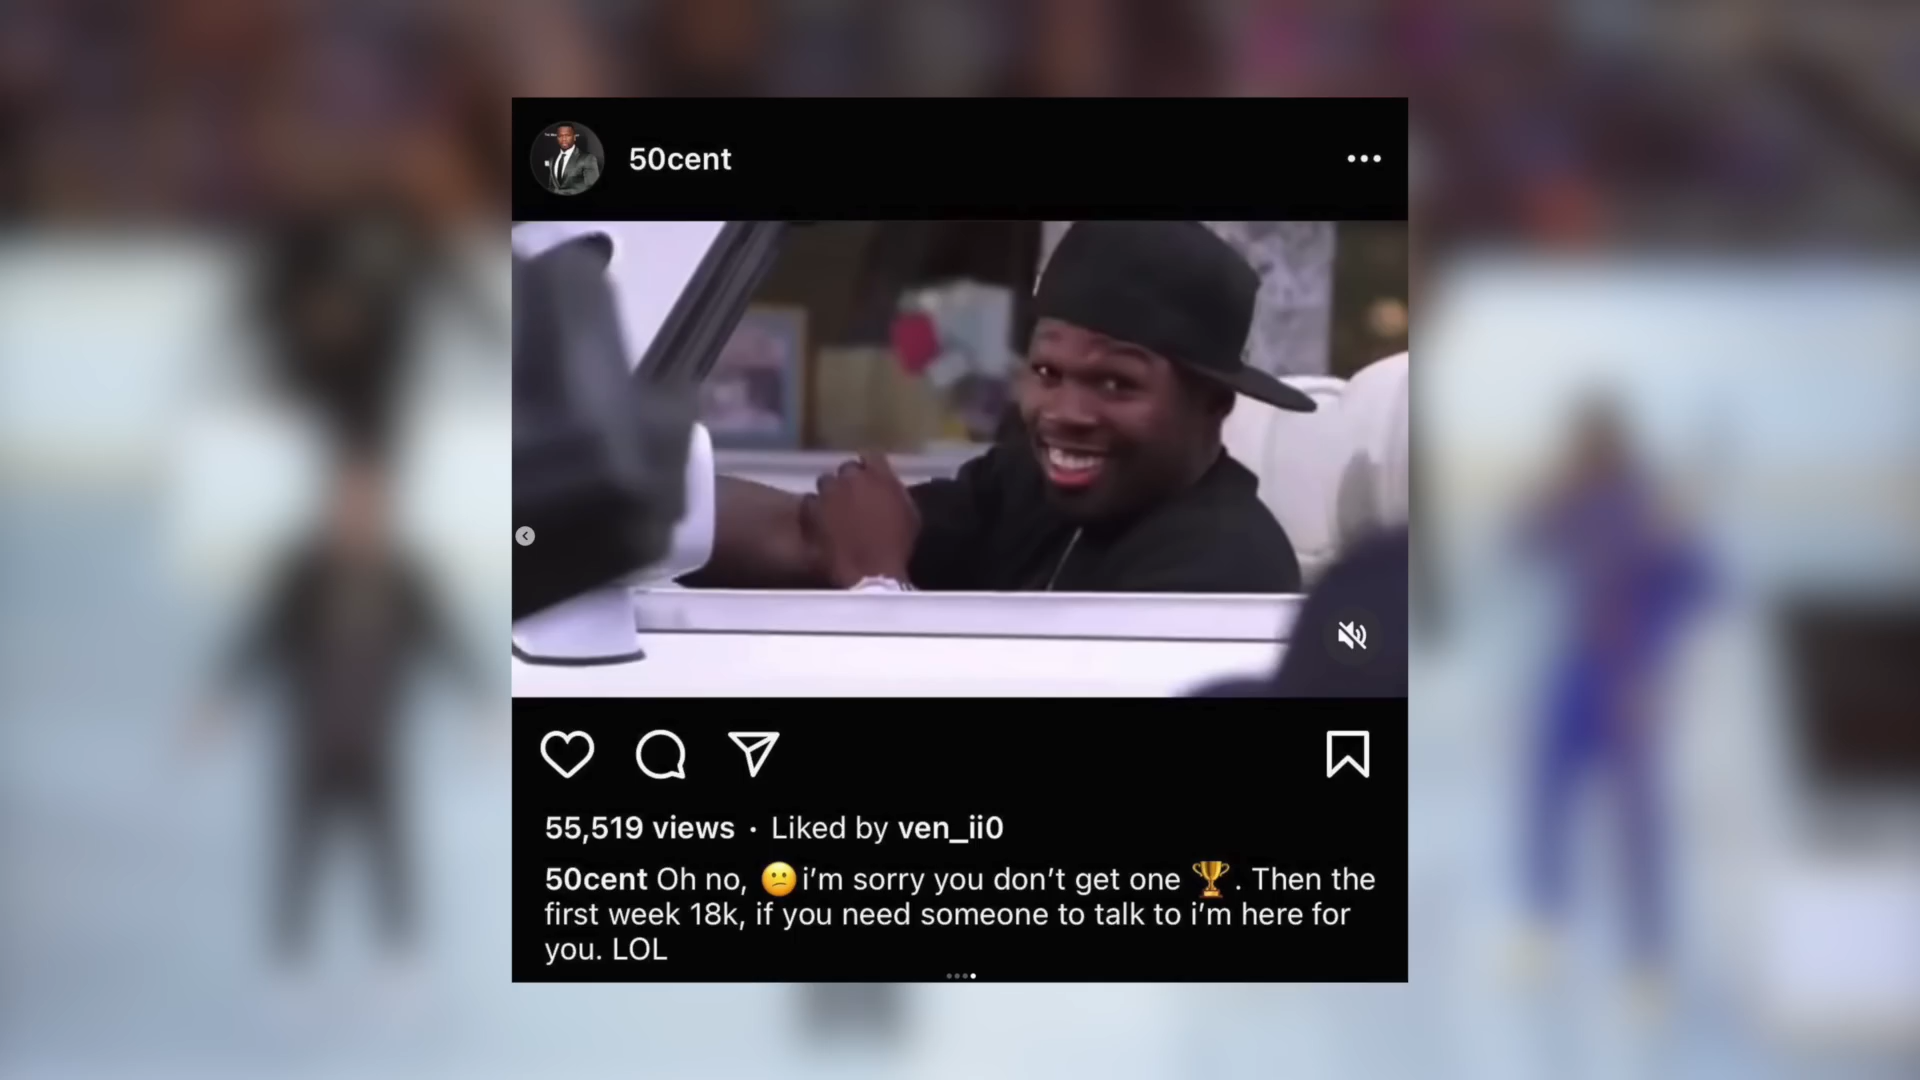 50cent
55,519 views · Liked by ven_ii0
50cent Oh no, 😕i'm sorry you don't get one 🏆. Then the
first week 18k, if you need someone to talk to i'm here for
you. LOL